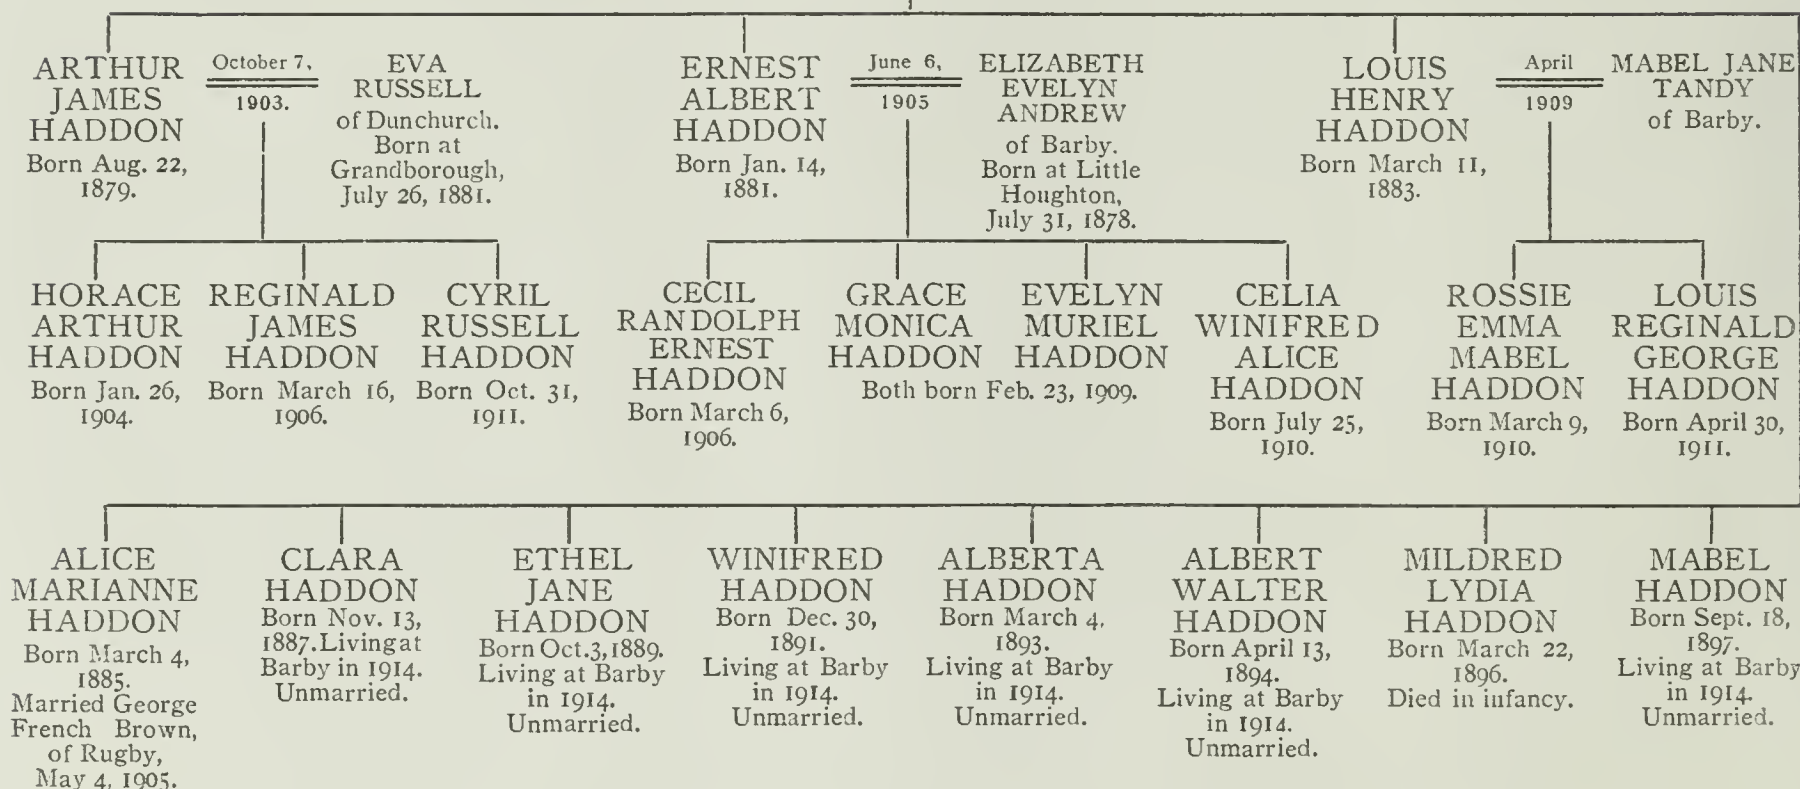 ARTHUR
JAMES
HADDON
Born Aug. 22,
1879.
October 7,
1903.
EVA
RUSSELL
of Dunchurch.
Born at
Grandborough,
July 26, 1881.
ERNEST
ALBERT
HADDON
Born Jan. 14,
1881.
June 6,
1905
ELIZABETH
EVELYN
ANDREW
of Barby.
Born at Little
Houghton,
July 31, 1878.
LOUIS
HENRY
HADDON
Born March 11,
1883.
April
1909
MABEL JANE
TANDY
of Barby.
HORACE
ARTHUR
HADDON
Born Jan. 26,
1904.
REGINALD
JAMES
HADDON
Born March 16,
1906.
CYRIL
RUSSELL
HADDON
Born Oct. 31,
1911.
CECIL
RANDOLPH
ERNEST
HADDON
Born March 6,
1906.
GRACE
MONICA
HADDON
EVELYN
MURIEL
HADDON
Both born Feb. 23, 1909.
CELIA
WINIFRED
ALICE
HADDON
Born July 25,
1910.
ROSSIE
EMMA
MABEL
HADDON
Born March 9,
1910.
LOUIS
REGINALD
GEORGE
HADDON
Born April 30,
1911.
ALICE
MARIANNE
HADDON
Born March 4,
1885.
Married George
French Brown,
of Rugby,
May 4, 1905.
CLARA
HADDON
Born Nov. 13,
1887. Living at
Barby in 1914.
Unmarried.
ETHEL
JANE
HADDON
Born Oct. 3, 1889.
Living at Barby
in 1914.
Unmarried.
WINIFRED
HADDON
Born Dec. 30,
1891.
Living at Barby
in 1914.
Unmarried.
ALBERTA
HADDON
Born March 4,
1893.
Living at Barby
in 1914.
Unmarried.
ALBERT
WALTER
HADDON
Born April 13,
1894.
Living at Barby
in 1914.
Unmarried.
MILDRED
LYDIA
HADDON
Born March 22,
1896.
Died in infancy.
MABEL
HADDON
Born Sept. 18,
1897.
Living at Barby
in 1914.
Unmarried.